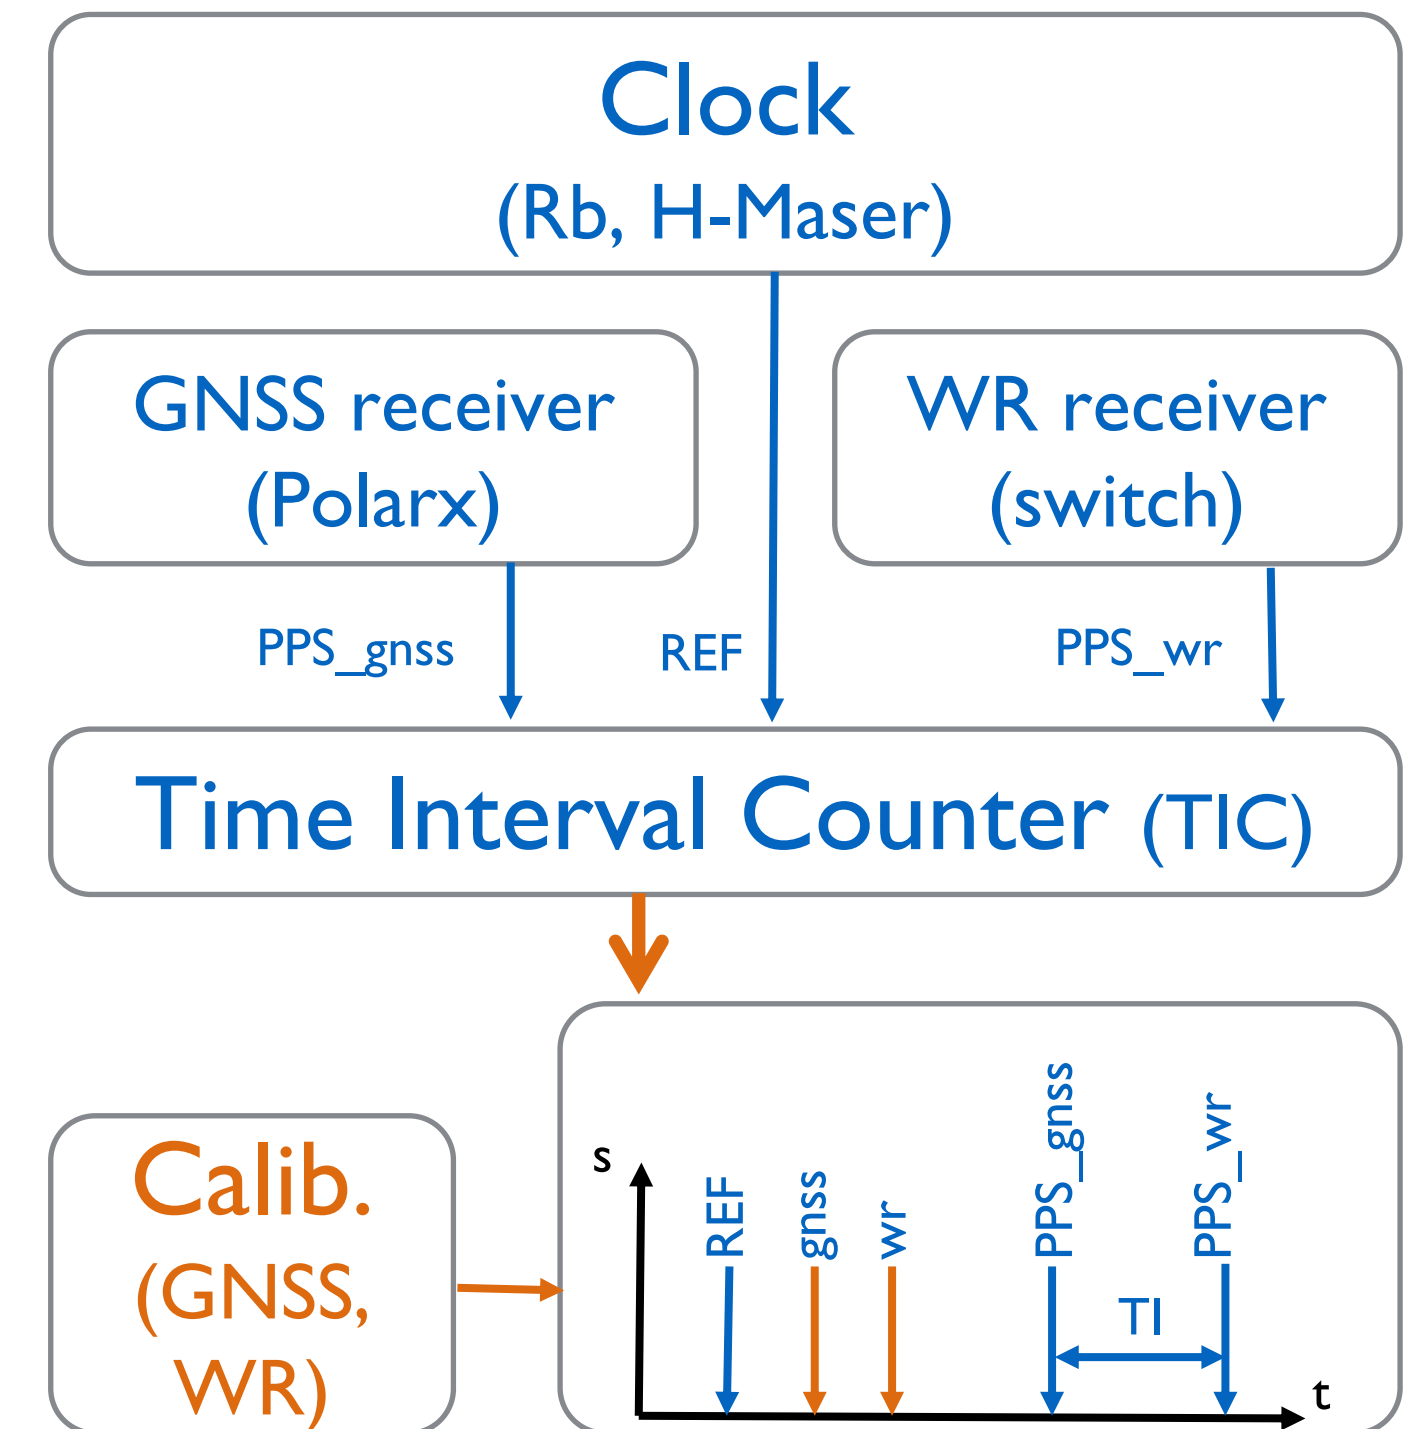 Clock
(Rb, H-Maser)
GNSS receiver
(Polarx)
WR receiver
(switch)
PPS_gnss
REF
PPS_wr
Time Interval Counter (TIC)
Calib.
(GNSS,
WR)
s
REF
gnss
wr
PPS_gnss
PPS_wr
TI
t